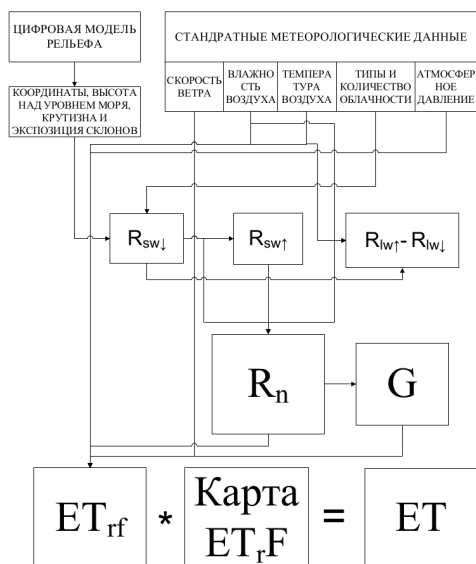 ЦИФРОВАЯ МОДЕЛЬ
РЕЛЬЕФА
СТАНДРАТНЫЕ МЕТЕОРОЛОГИЧЕСКИЕ ДАННЫЕ
КООРДИНАТЫ, ВЫСОТА
НАД УРОВНЕМ МОРЯ,
КРУТИЗНА И
ЭКСПОЗИЦИЯ СКЛОНОВ
СКОРОСТЬ
ВЕТРА
ВЛАЖНО
СТЬ
ВОЗДУХА
ТЕМПЕРА
ТУРА
ВОЗДУХА
ТИПЫ И
КОЛИЧЕСТВО
ОБЛАЧНОСТИ
АТМОСФЕР
НОЕ
ДАВЛЕНИЕ
Rsw↓
Rsw↑
Rlw↑- Rlw↓
Rn
G
ETrf * Карта
ETrF = ET